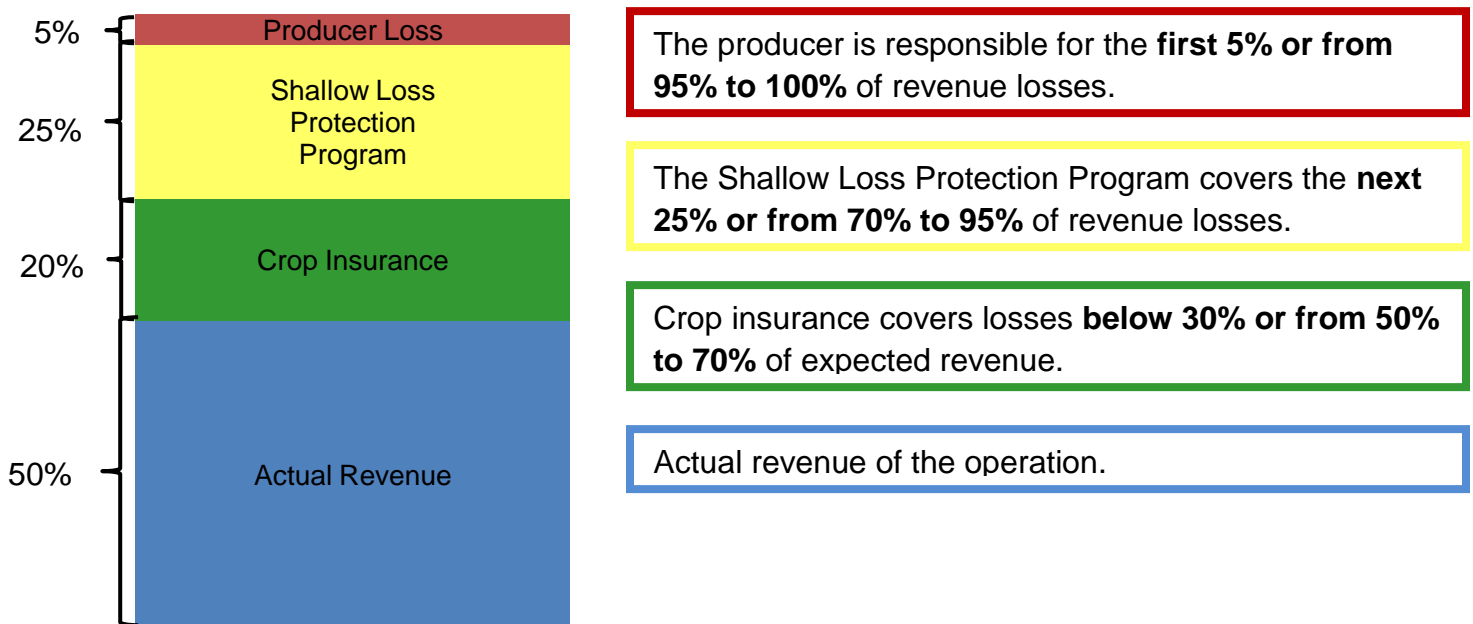 5%
Producer Loss
The producer is responsible for the first 5% or from
95% to 100% of revenue losses.
25%
Shallow Loss
Protection
Program
The Shallow Loss Protection Program covers the next
25% or from 70% to 95% of revenue losses.
20%
Crop Insurance
Crop insurance covers losses below 30% or from 50%
to 70% of expected revenue.
50%
Actual Revenue
Actual revenue of the operation.